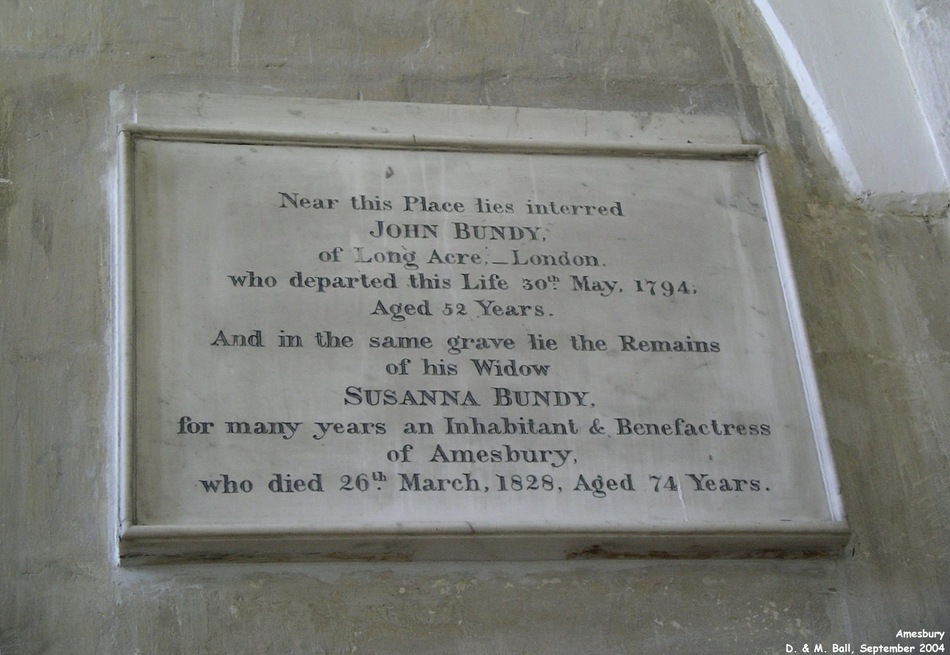 Near this Place lies interred
JOHN BUNDY,
of Long Acre,–London.
who departed this Life 30th May, 1794,
Aged 52 Years.
And in the same grave lie the Remains
of his Widow
SUSANNA BUNDY,
for many years an Inhabitant & Benefactress
of Amesbury,
who died 26th March, 1828, Aged 74 Years.
Amesbury
D. & M. Ball, September 2004